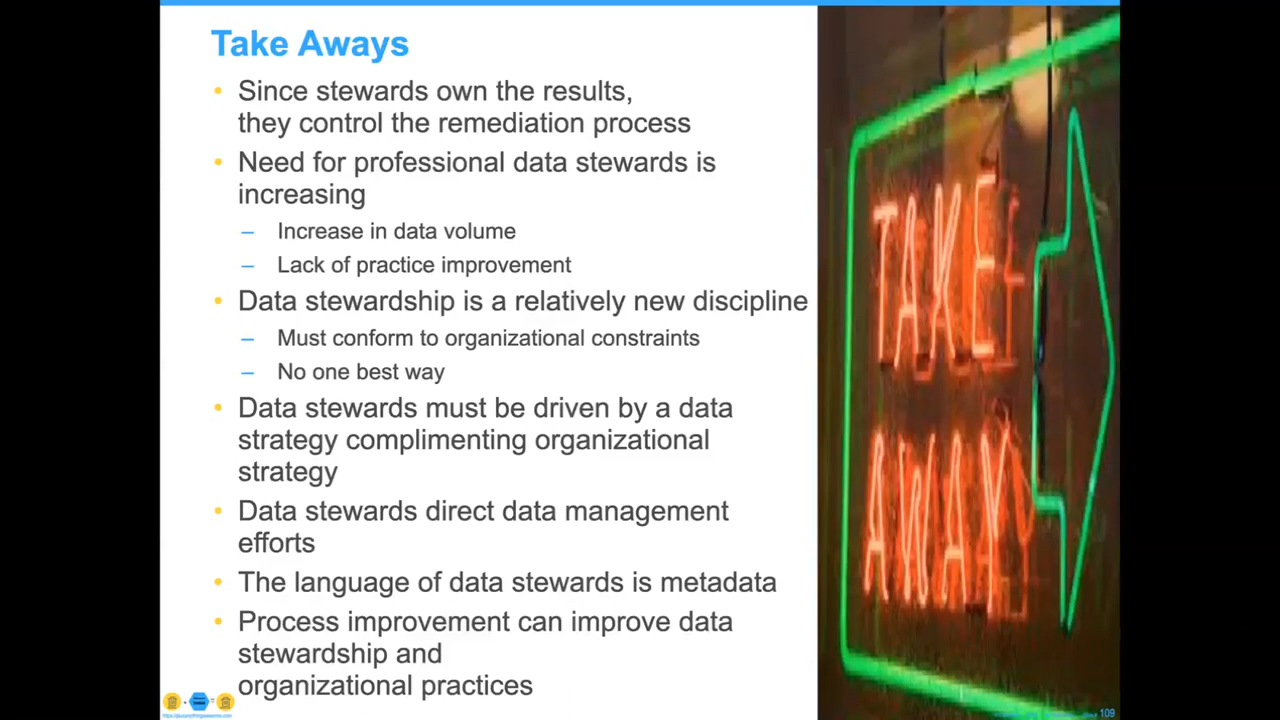 Take Aways
• Since stewards own the results,
they control the remediation process
• Need for professional data stewards is
increasing
– Increase in data volume
– Lack of practice improvement
• Data stewardship is a relatively new discipline
– Must conform to organizational constraints
– No one best way
• Data stewards must be driven by a data
strategy complimenting organizational
strategy
• Data stewards direct data management
efforts
• The language of data stewards is metadata
• Process improvement can improve data
stewardship and
organizational practices
TAKE
AWAY
109